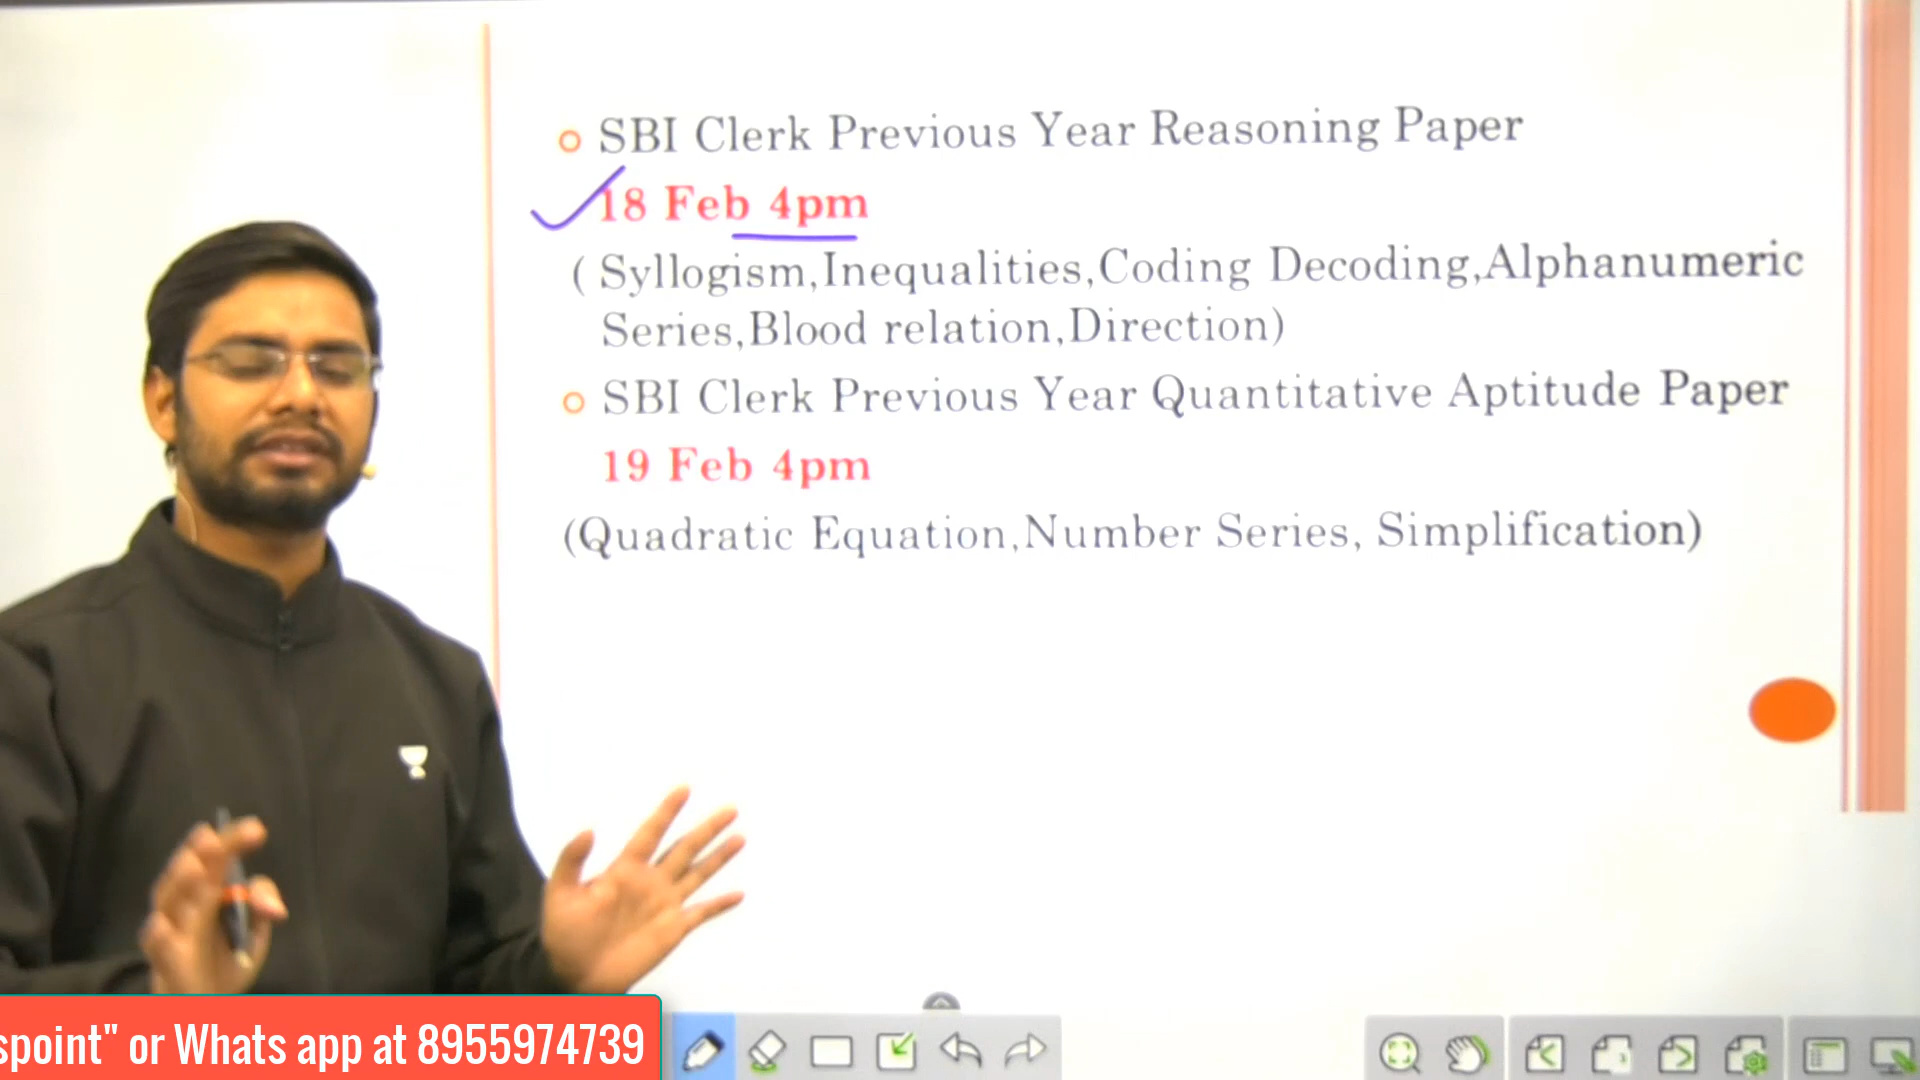 SBI Clerk Previous Year Reasoning Paper
18 Feb 4pm
( Syllogism,Inequalities,Coding Decoding,Alphanumeric
Series,Blood relation,Direction)
SBI Clerk Previous Year Quantitative Aptitude Paper
19 Feb 4pm
(Quadratic Equation,Number Series, Simplification)
spoint" or Whats app at 8955974739